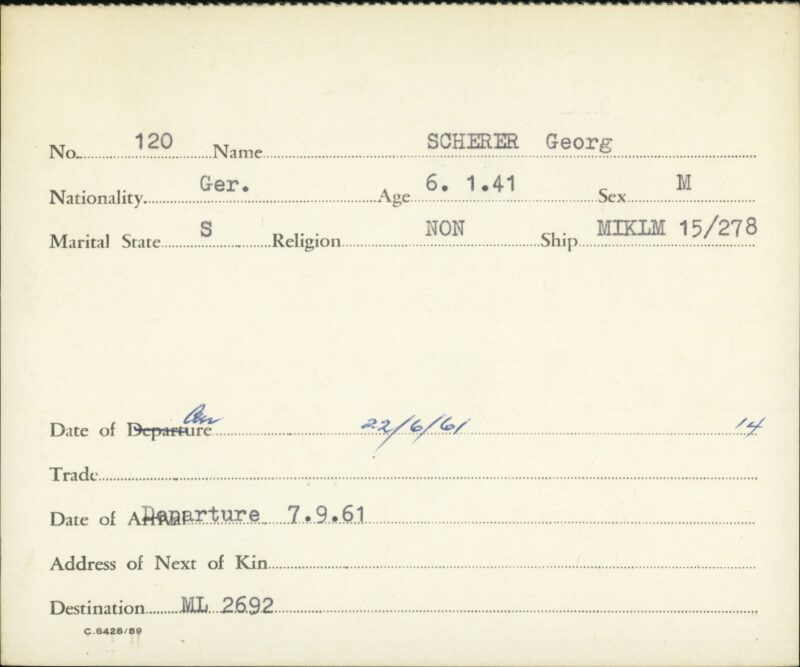 No. 120 Name SCHERER Georg
Nationality Ger. Age 6. 1.41 Sex M
Marital State S Religion NON Ship MIKLM 15/278
Date of Departure 22/6/61 14
Trade
Date of Arrival Departure 7.9.61
Address of Next of Kin
Destination ML 2692
C.6426/59